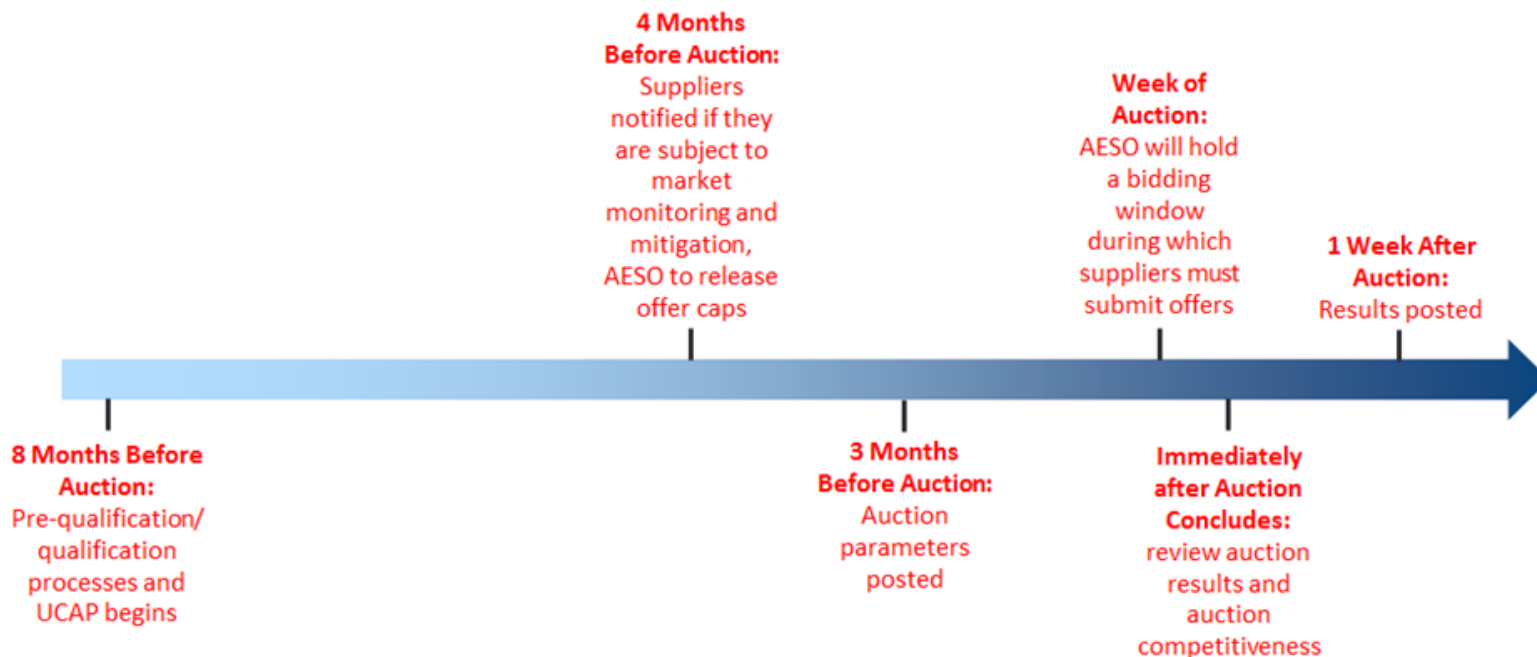 4 Months
Before Auction:
Suppliers
notified if they
are subject to
market
monitoring and
mitigation,
AESO to release
offer caps
Week of
Auction:
AESO will hold
a bidding
window
during which
suppliers must
submit offers
1 Week After
Auction:
Results posted
8 Months Before
Auction:
Pre-qualification/
qualification
processes and
UCAP begins
3 Months
Before Auction:
Auction
parameters
posted
Immediately
after Auction
Concludes:
review auction
results and
auction
competitiveness